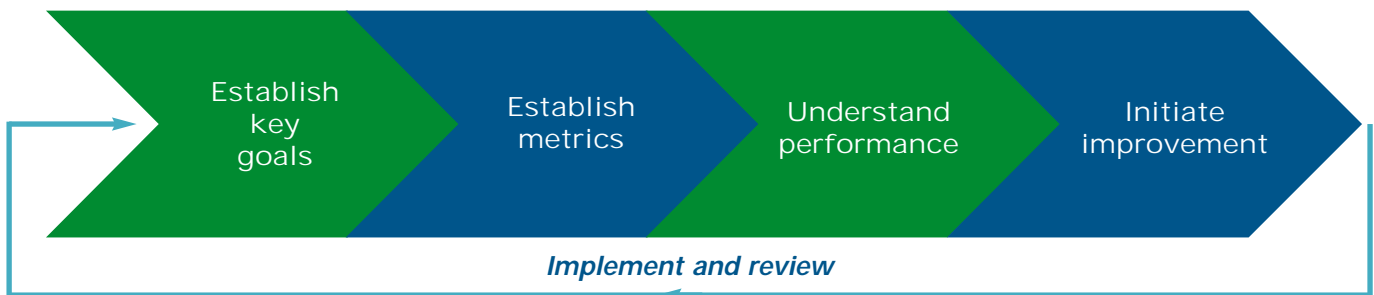 Establish
key
goals
Establish
metrics
Understand
performance
Initiate
improvement
Implement and review